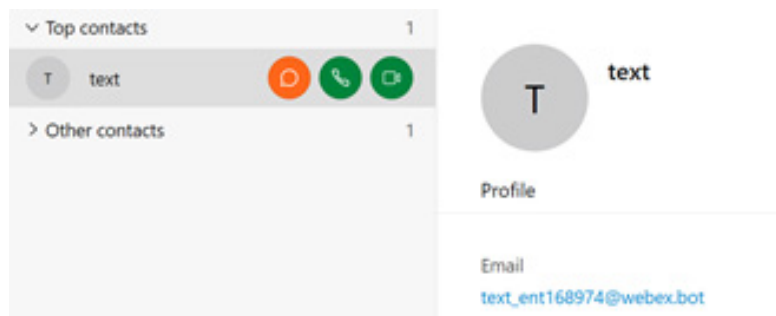 Top contacts 1
T text
Other contacts 1
T text
Profile
Email
text_ent168974@webex.bot